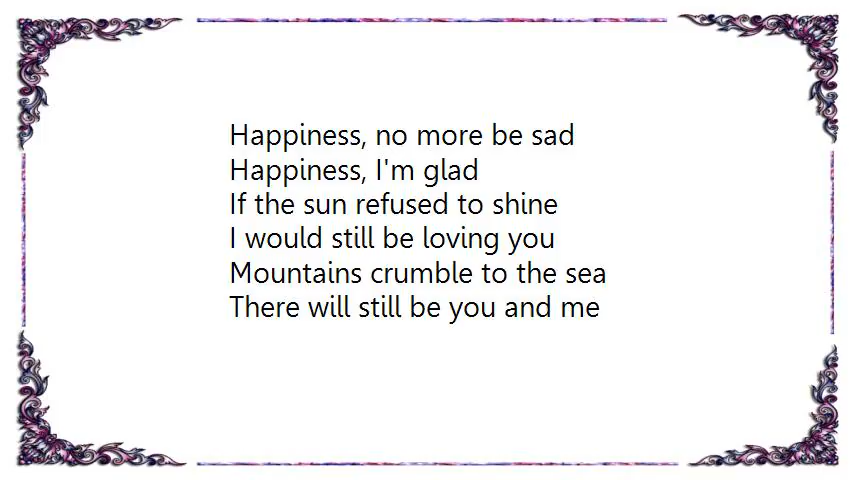 Happiness, no more be sad
Happiness, I'm glad
If the sun refused to shine
I would still be loving you
Mountains crumble to the sea
There will still be you and me